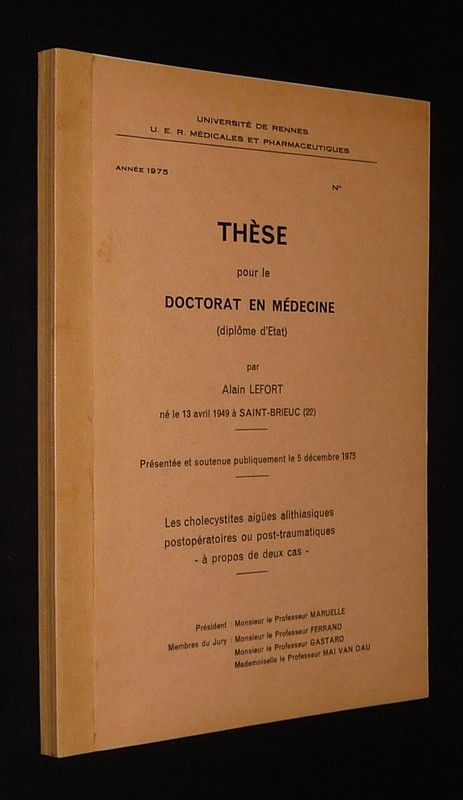 UNIVERSITÉ DE RENNES
U. E. R. MÉDICALES ET PHARMACEUTIQUES
ANNÉE 1975
N°
THÈSE
pour le
DOCTORAT EN MÉDECINE
(diplôme d'Etat)
par
Alain LEFORT
né le 13 avril 1949 à SAINT-BRIEUC (22)
Présentée et soutenue publiquement le 5 décembre 1975
Les cholecystites aigües alithiasiques
postopératoires ou post-traumatiques
- à propos de deux cas -
Président : Monsieur le Professeur MARUELLE
Membres du Jury : Monsieur le Professeur FERRAND
Monsieur le Professeur GASTARD
Mademoiselle le Professeur MAI VAN DAU